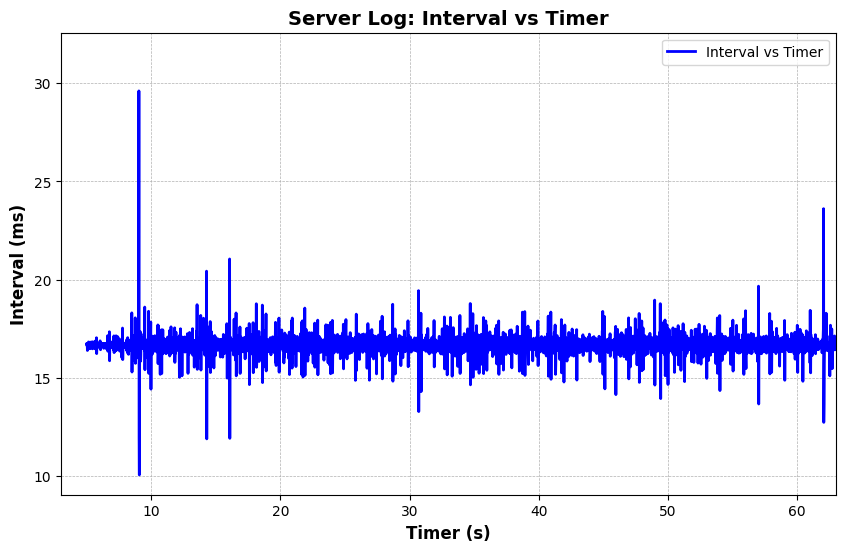 Server Log: Interval vs Timer
Interval vs Timer
30
25
20
15
10
Interval (ms)
10 20 30 40 50 60
Timer (s)